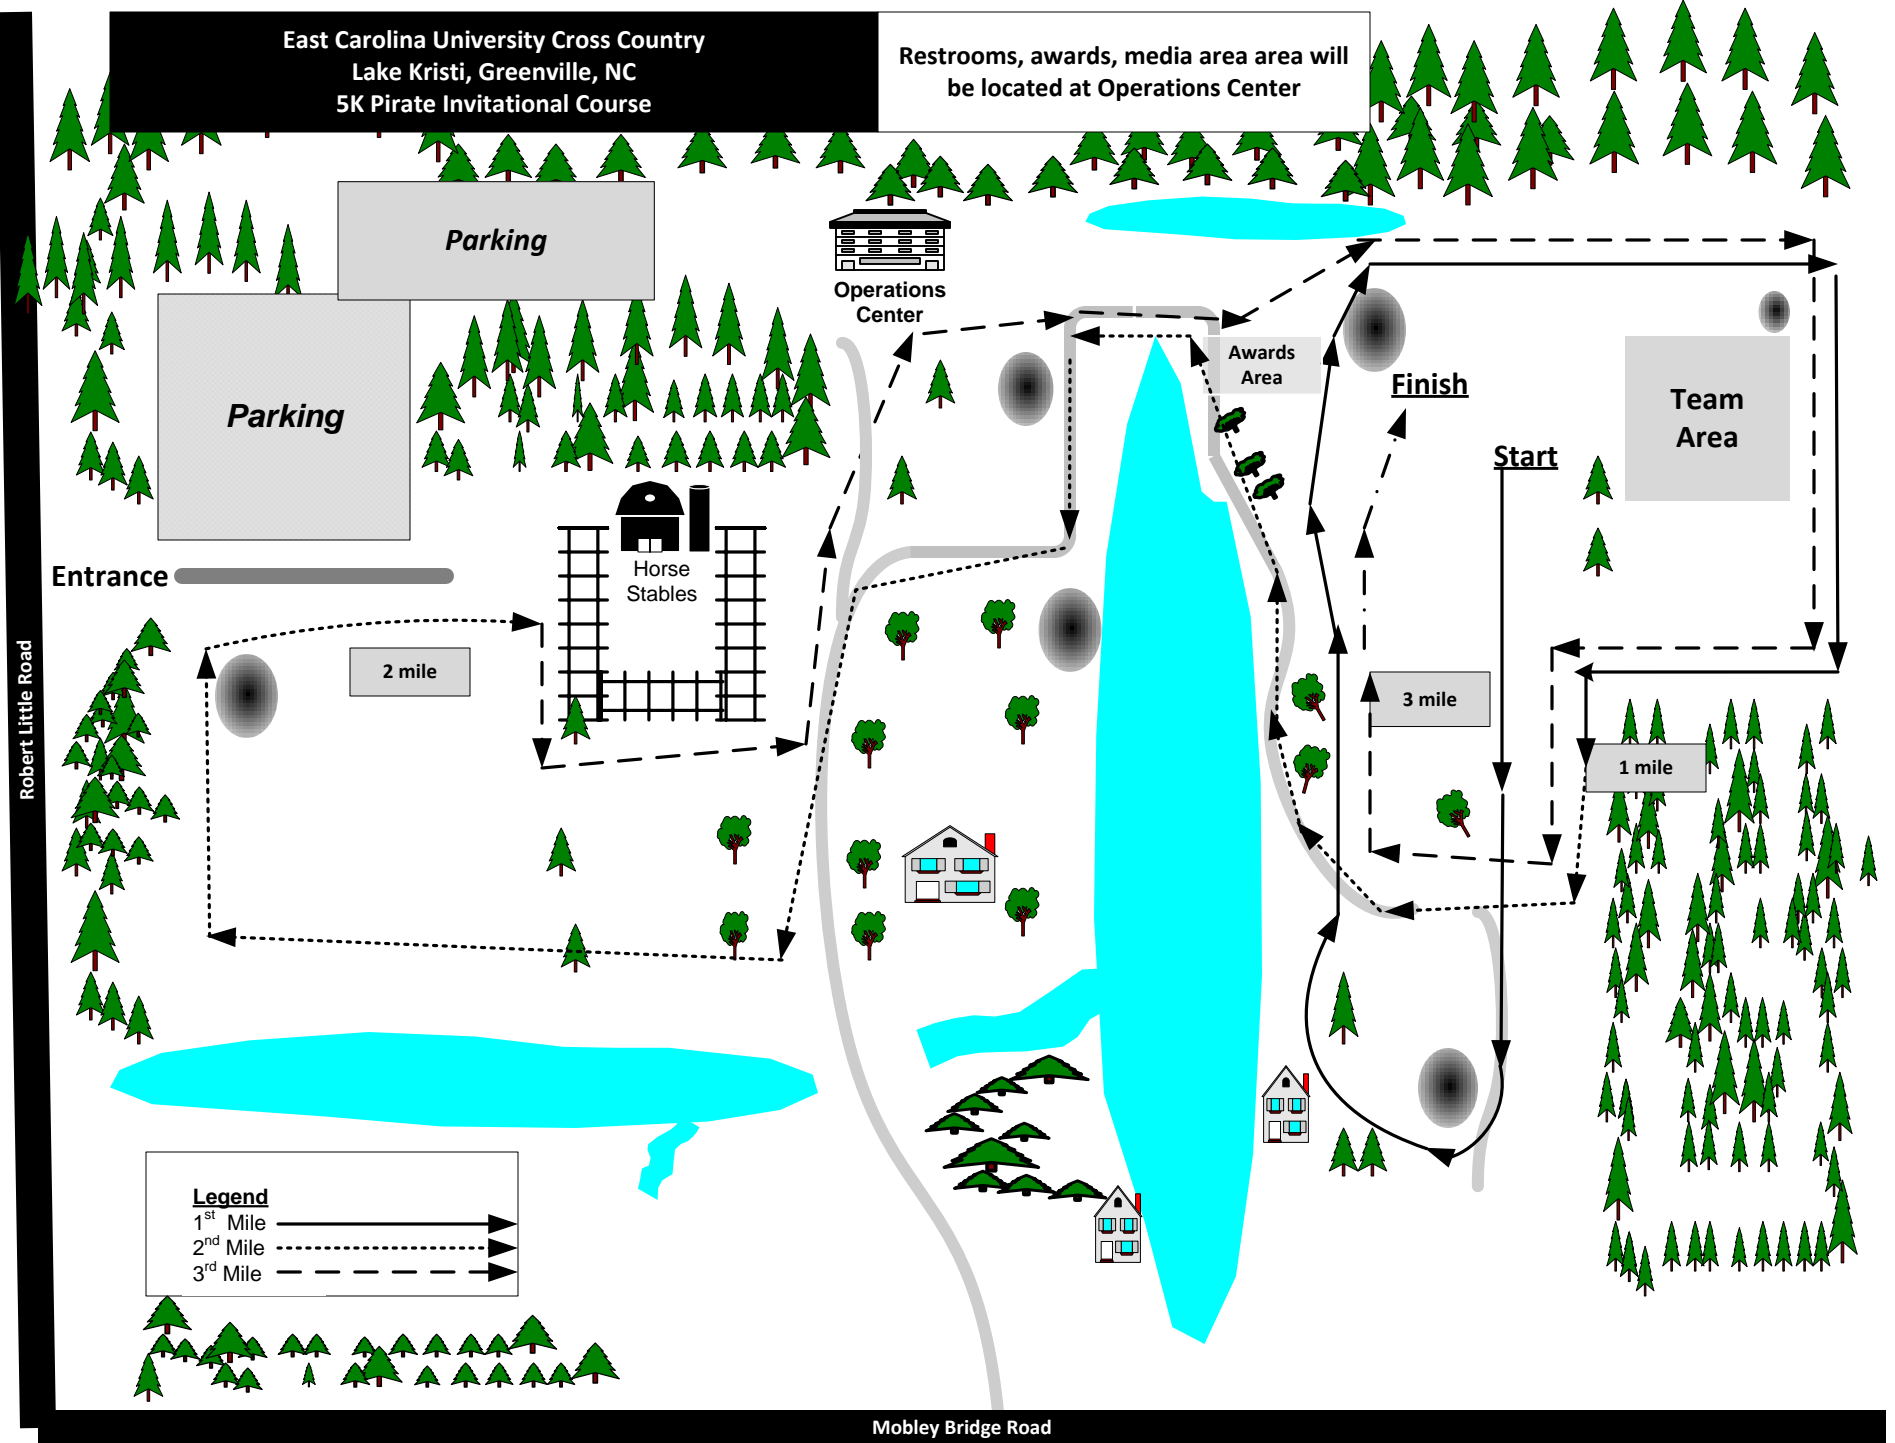 East Carolina University Cross Country
Lake Kristi, Greenville, NC
5K Pirate Invitational Course
Restrooms, awards, media area area will
be located at Operations Center
Parking
Operations
Center
Awards
Area
Finish
Team
Area
Parking
Start
Entrance
Horse
Stables
2 mile
3 mile
1 mile
Robert Little Road
Legend
1st Mile
2nd Mile
3rd Mile
Mobley Bridge Road